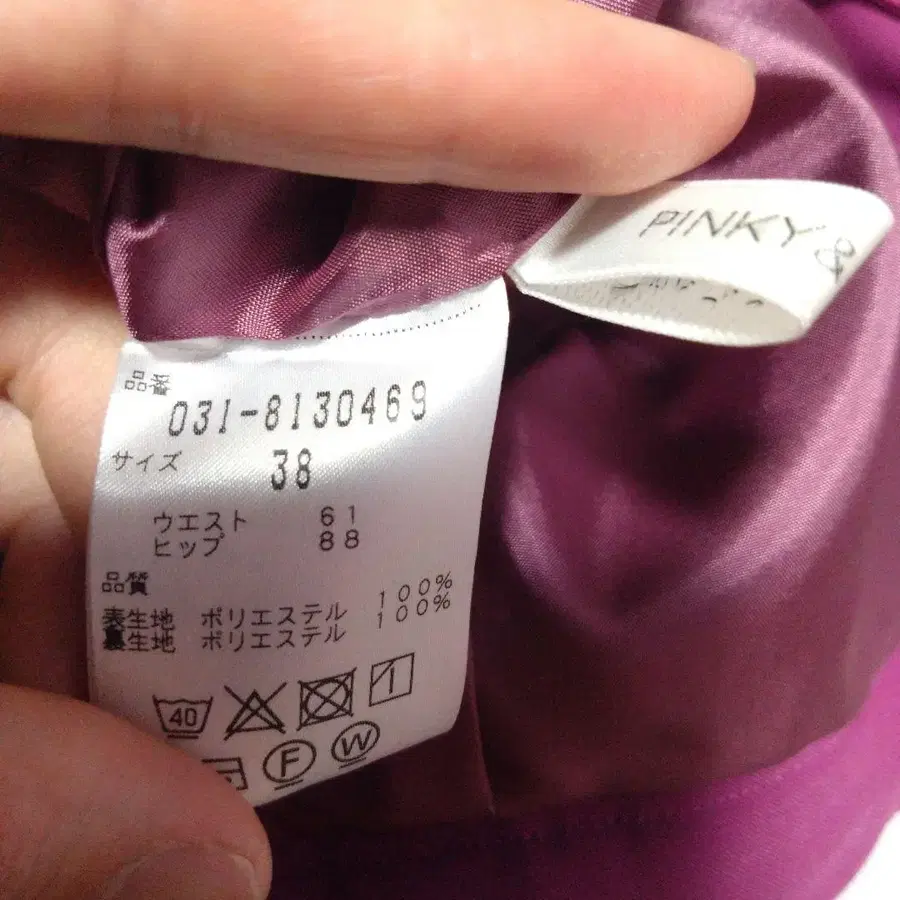 PINKY &
品番
031-8130469
サイズ 38
ウエスト 61
ヒップ 88
品質
表生地 ポリエステル 100%
裏生地 ポリエステル 100%
40
F W